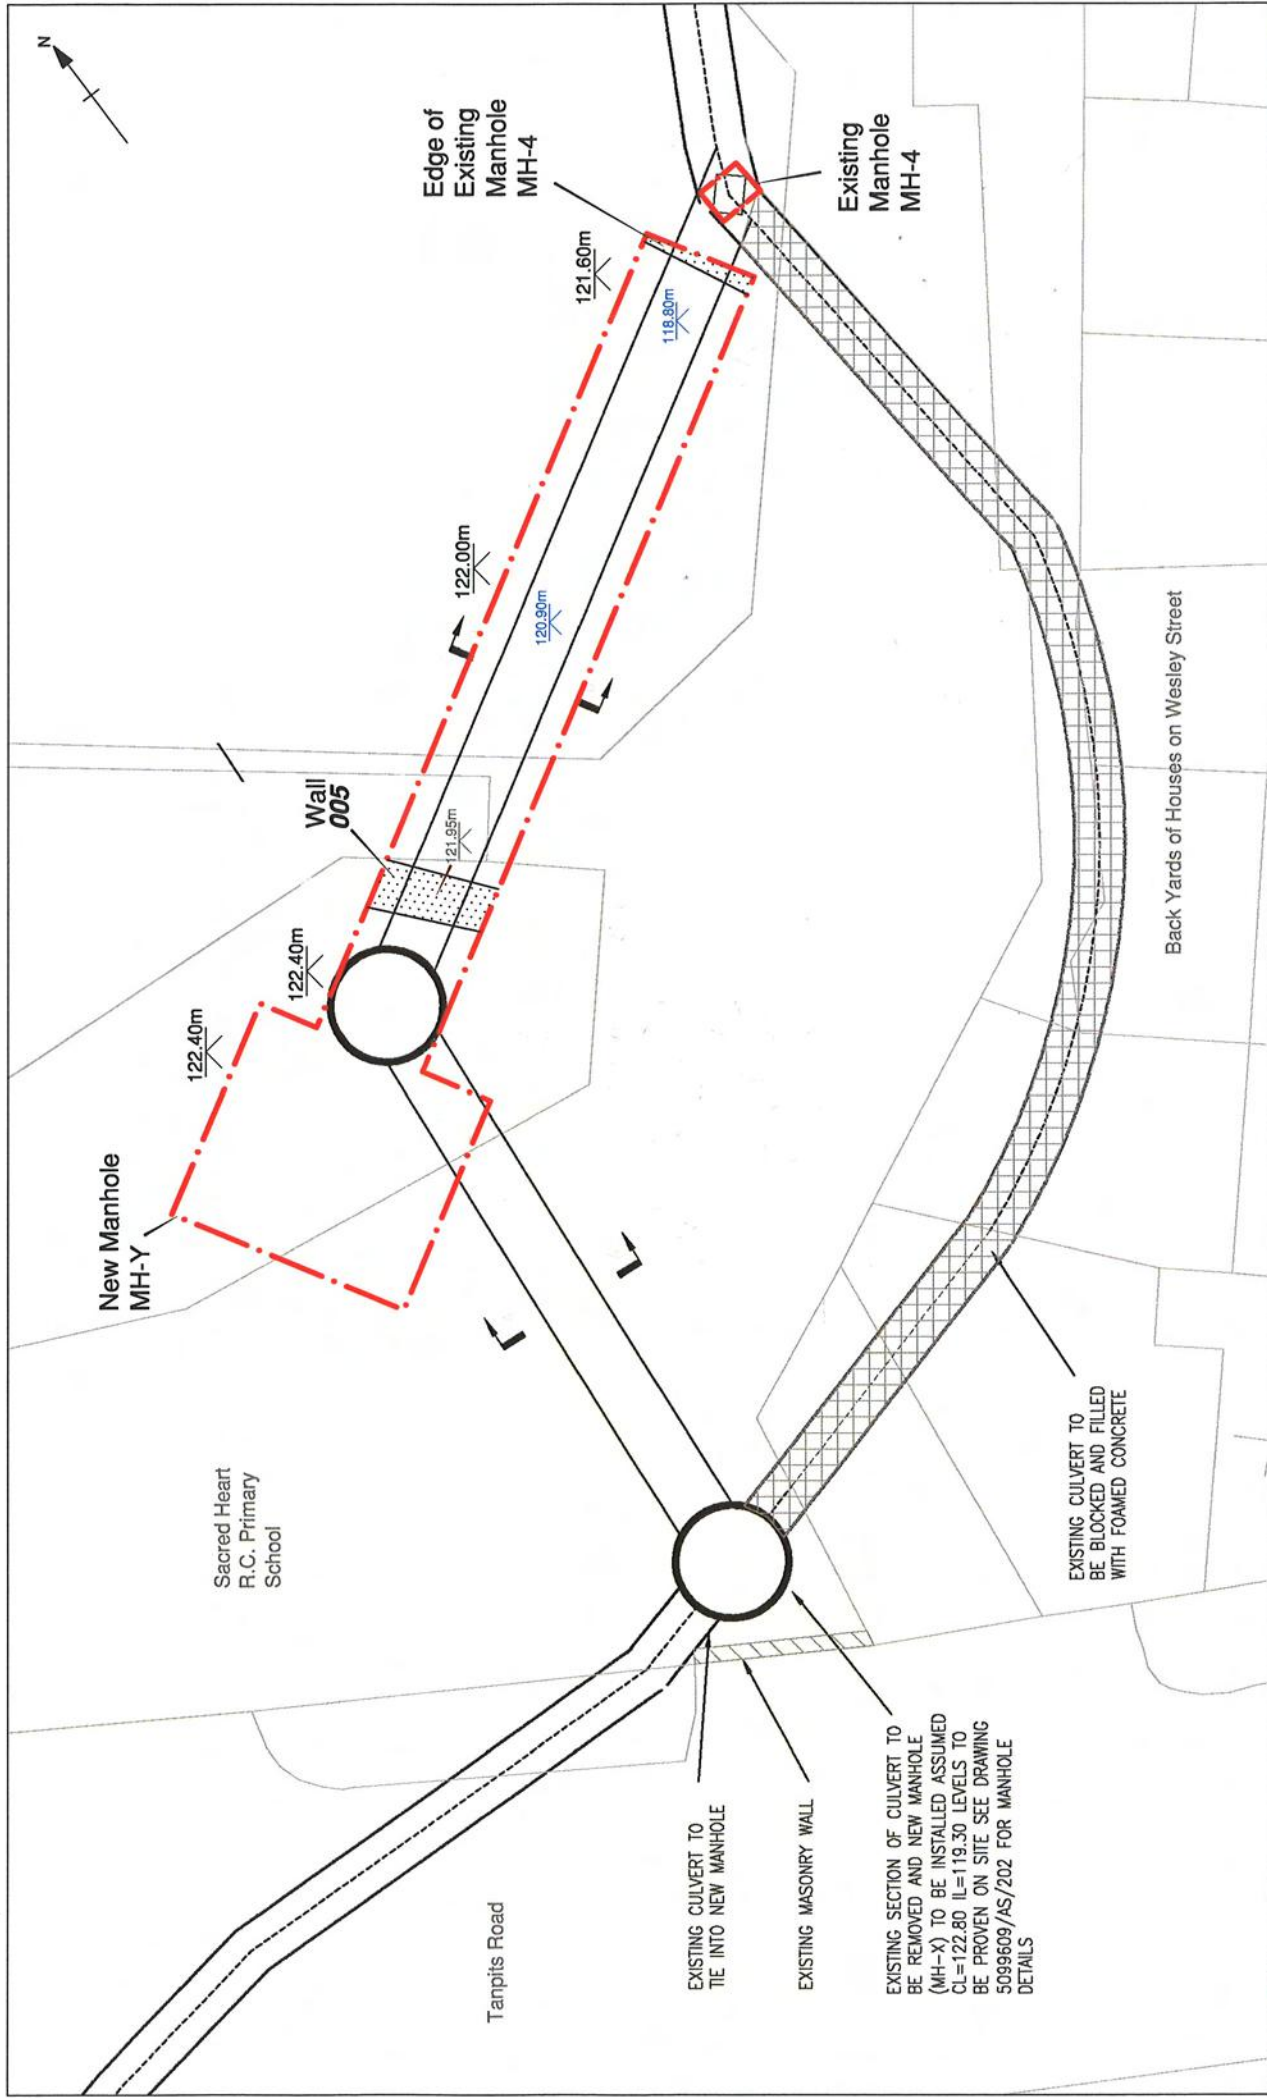 N
Edge of
Existing
Manhole
MH-4
Existing
Manhole
MH-4
121.60m
118.80m
122.00m
120.90m
Wall
005
121.95m
122.40m
122.40m
New Manhole
MH-Y
Sacred Heart
R.C. Primary
School
Back Yards of Houses on Wesley Street
Tanpits Road
EXISTING CULVERT TO
BE BLOCKED AND FILLED
WITH FOAMED CONCRETE
EXISTING CULVERT TO
TIE INTO NEW MANHOLE
EXISTING MASONRY WALL
EXISTING SECTION OF CULVERT TO
BE REMOVED AND NEW MANHOLE
(MH-X) TO BE INSTALLED ASSUMED
CL=122.80 IL=119.30 LEVELS TO
BE PROVEN ON SITE SEE DRAWING
5099609/AS/202 FOR MANHOLE
DETAILS